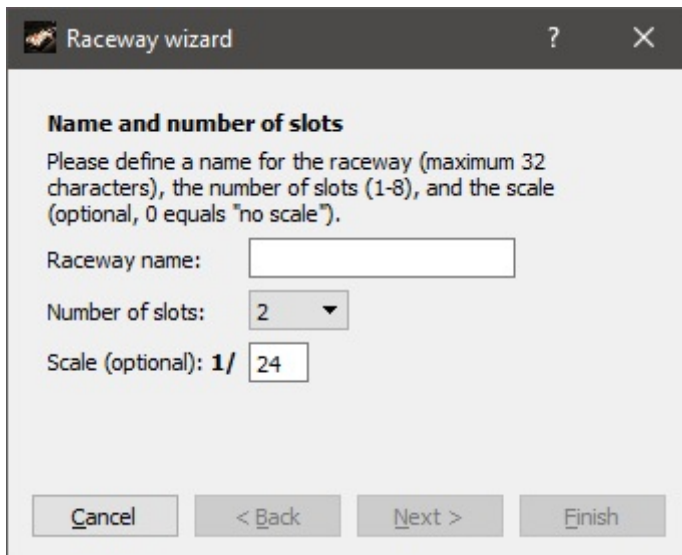 Raceway wizard ?
Name and number of slots
Please define a name for the raceway (maximum 32
characters), the number of slots (1-8), and the scale
(optional, 0 equals "no scale").
Raceway name:
Number of slots: 2
Scale (optional): 1/ 24
Cancel < Back Next > Finish